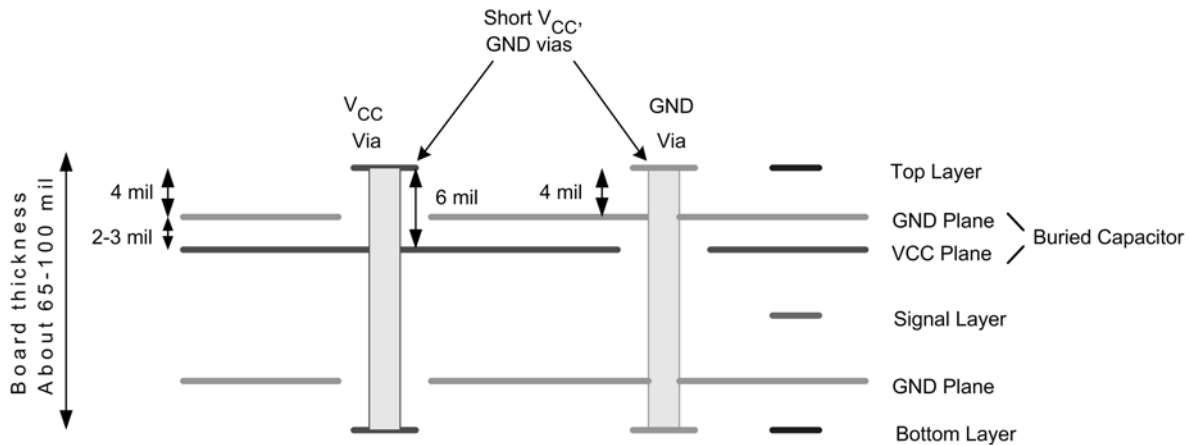 Short VCC,
GND vias
VCC
Via
GND
Via
Board thickness
About 65-100 mil
4 mil
6 mil
4 mil
2-3 mil
Top Layer
GND Plane
VCC Plane
Buried Capacitor
Signal Layer
GND Plane
Bottom Layer